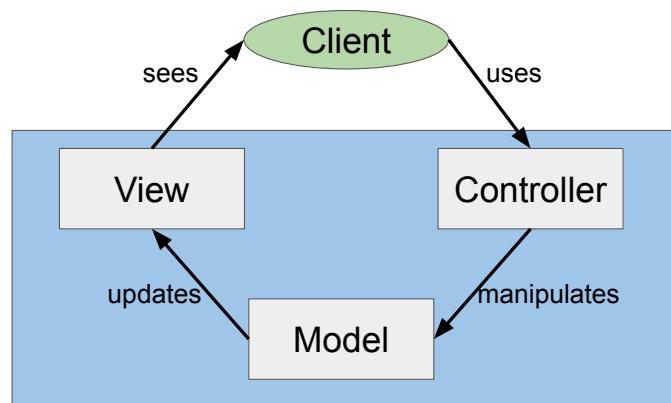 Client
sees
uses
View
Controller
updates
manipulates
Model